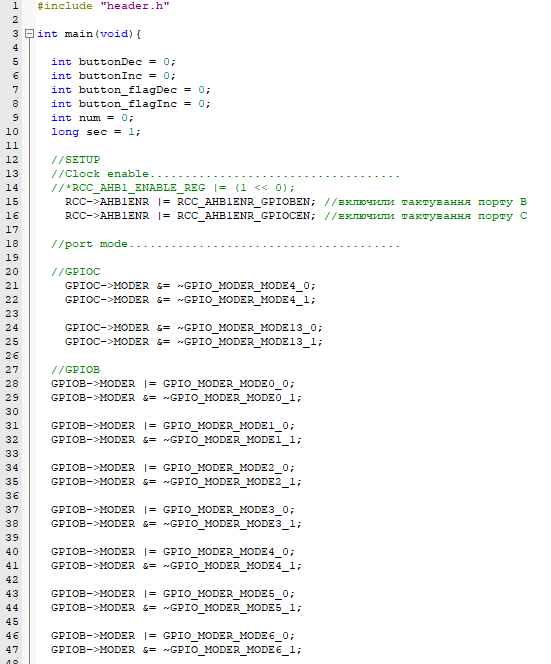 1 #include "header.h"
2
3 int main(void){
4
5 int buttonDec = 0;
6 int buttonInc = 0;
7 int button_flagDec = 0;
8 int button_flagInc = 0;
9 int num = 0;
10 long sec = 1;
11
12 //SETUP
13 //Clock enable...................................
14 //*RCC_AHB1_ENABLE_REG |= (1 << 0);
15 RCC->AHB1ENR |= RCC_AHB1ENR_GPIOBEN; //включили тактування порту B
16 RCC->AHB1ENR |= RCC_AHB1ENR_GPIOCEN; //включили тактування порту C
17
18 //port mode......................................
19
20 //GPIOC
21 GPIOC->MODER &= ~GPIO_MODER_MODE4_0;
22 GPIOC->MODER &= ~GPIO_MODER_MODE4_1;
23
24 GPIOC->MODER &= ~GPIO_MODER_MODE13_0;
25 GPIOC->MODER &= ~GPIO_MODER_MODE13_1;
26
27 //GPIOB
28 GPIOB->MODER |= GPIO_MODER_MODE0_0;
29 GPIOB->MODER &= ~GPIO_MODER_MODE0_1;
30
31 GPIOB->MODER |= GPIO_MODER_MODE1_0;
32 GPIOB->MODER &= ~GPIO_MODER_MODE1_1;
33
34 GPIOB->MODER |= GPIO_MODER_MODE2_0;
35 GPIOB->MODER &= ~GPIO_MODER_MODE2_1;
36
37 GPIOB->MODER |= GPIO_MODER_MODE3_0;
38 GPIOB->MODER &= ~GPIO_MODER_MODE3_1;
39
40 GPIOB->MODER |= GPIO_MODER_MODE4_0;
41 GPIOB->MODER &= ~GPIO_MODER_MODE4_1;
42
43 GPIOB->MODER |= GPIO_MODER_MODE5_0;
44 GPIOB->MODER &= ~GPIO_MODER_MODE5_1;
45
46 GPIOB->MODER |= GPIO_MODER_MODE6_0;
47 GPIOB->MODER &= ~GPIO_MODER_MODE6_1;